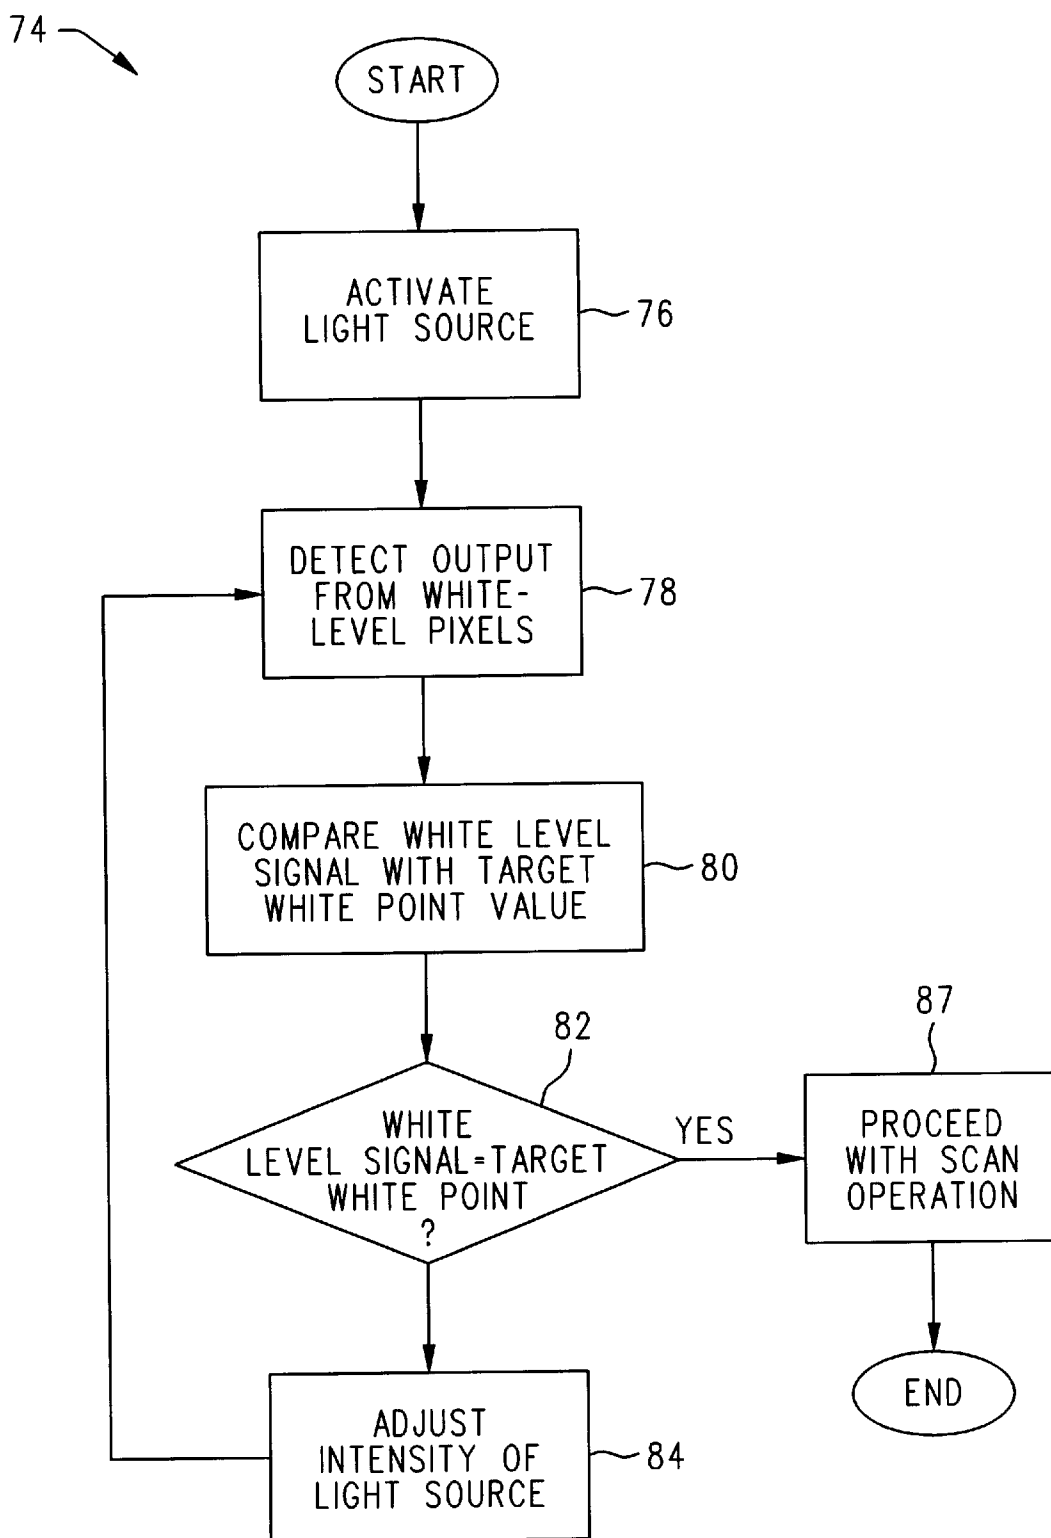 74
START
ACTIVATE
LIGHT SOURCE
76
DETECT OUTPUT
FROM WHITE-
LEVEL PIXELS
78
COMPARE WHITE LEVEL
SIGNAL WITH TARGET
WHITE POINT VALUE
80
82
WHITE
LEVEL SIGNAL=TARGET
WHITE POINT
?
YES
87
PROCEED
WITH SCAN
OPERATION
END
ADJUST
INTENSITY OF
LIGHT SOURCE
84